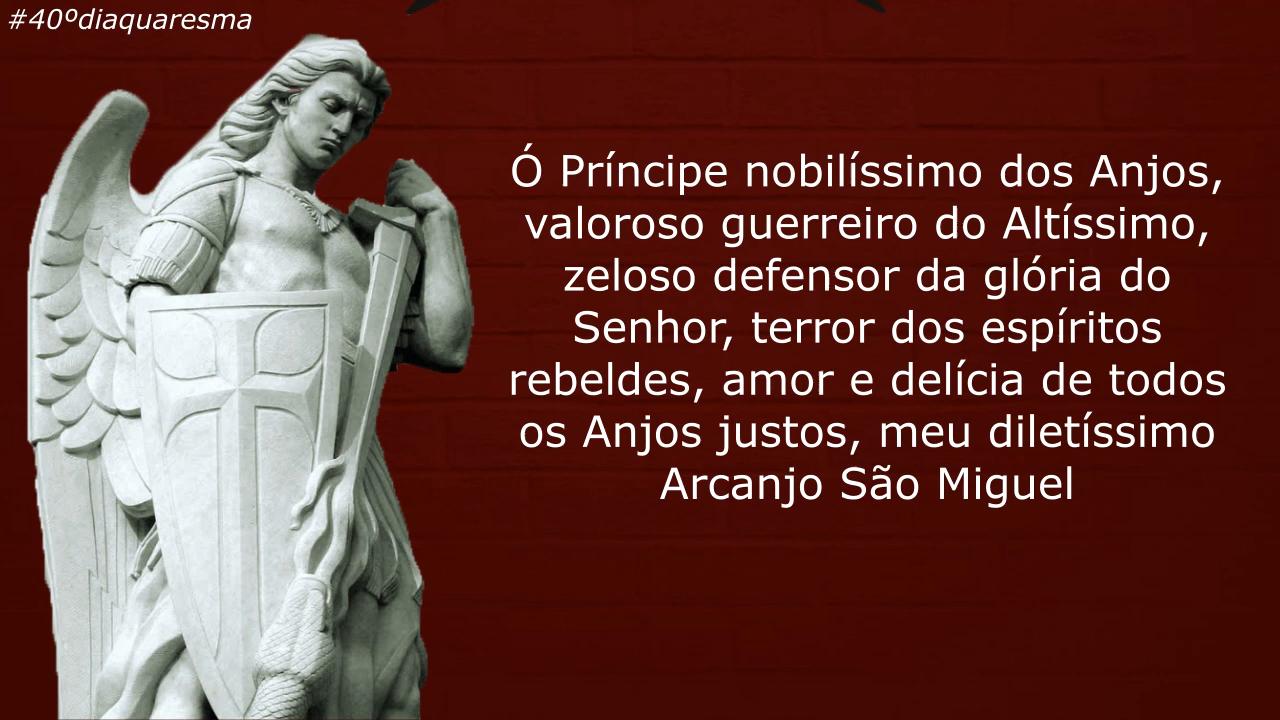 #40ºdiaquaresma
Ó Príncipe nobilíssimo dos Anjos,
valoroso guerreiro do Altíssimo,
zeloso defensor da glória do
Senhor, terror dos espíritos
rebeldes, amor e delícia de todos
os Anjos justos, meu diletíssimo
Arcanjo São Miguel